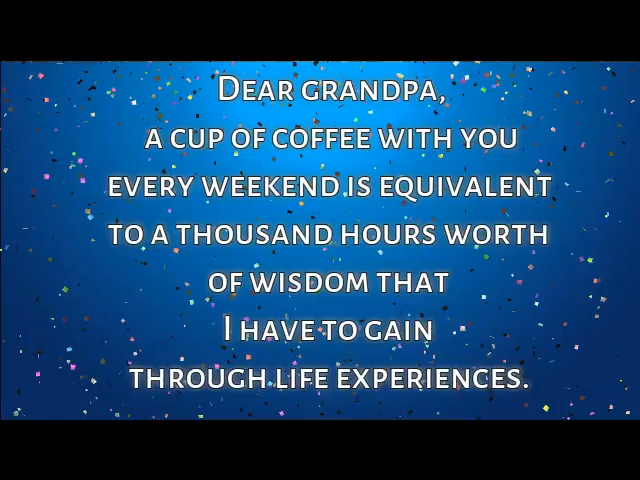 Dear grandpa,
a cup of coffee with you
every weekend is equivalent
to a thousand hours worth
of wisdom that
I have to gain
through life experiences.